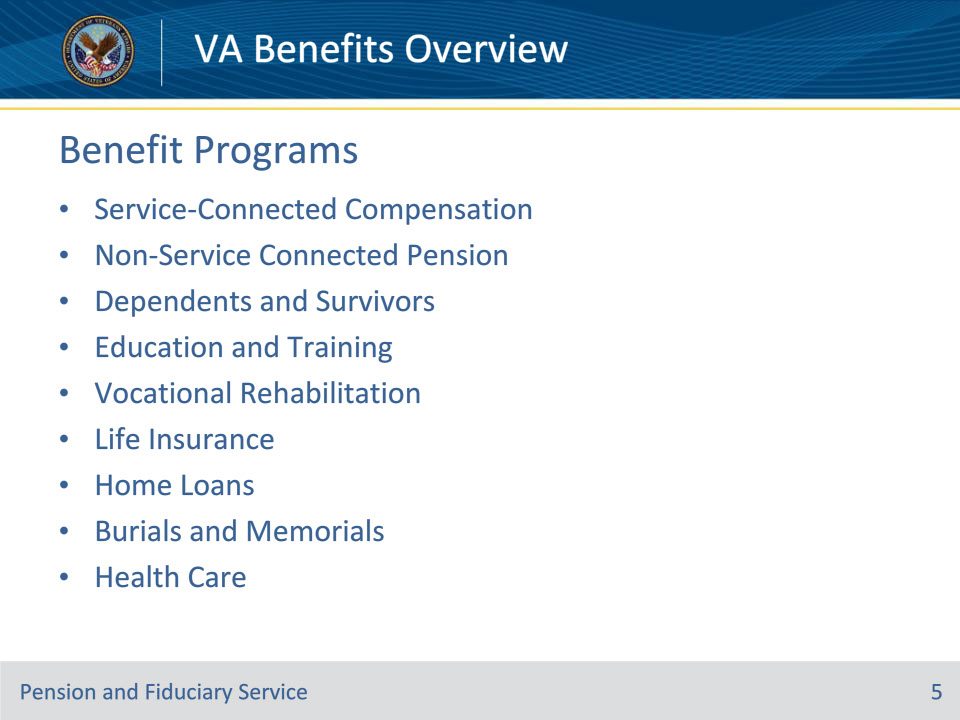 DEPARTMENT OF VETERANS AFFAIRS
UNITED STATES OF AMERICA
VA Benefits Overview
Benefit Programs
• Service-Connected Compensation
• Non-Service Connected Pension
• Dependents and Survivors
• Education and Training
• Vocational Rehabilitation
• Life Insurance
• Home Loans
• Burials and Memorials
• Health Care
Pension and Fiduciary Service
5